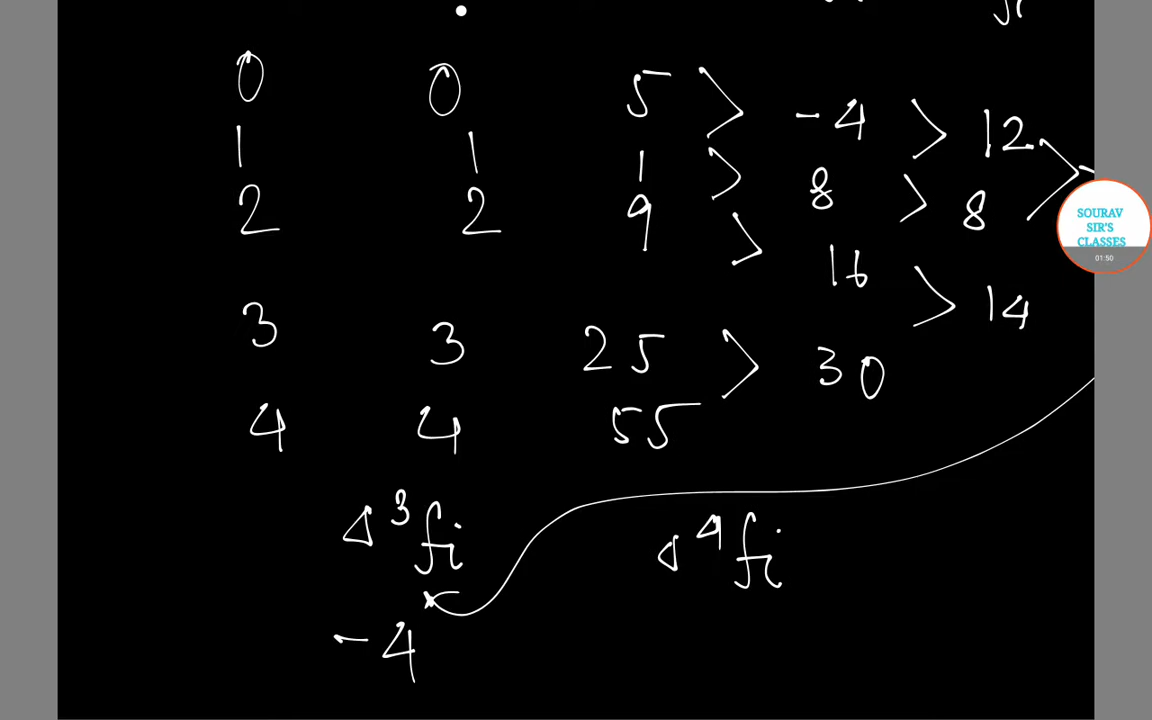 0 0 5 -4 12
1 1 1 8 8
2 2 9 16
3 3 25 30 14
4 4 55
Δ³fi Δ⁴fi
-4
SOURAV
SIR'S
CLASSES
01:50